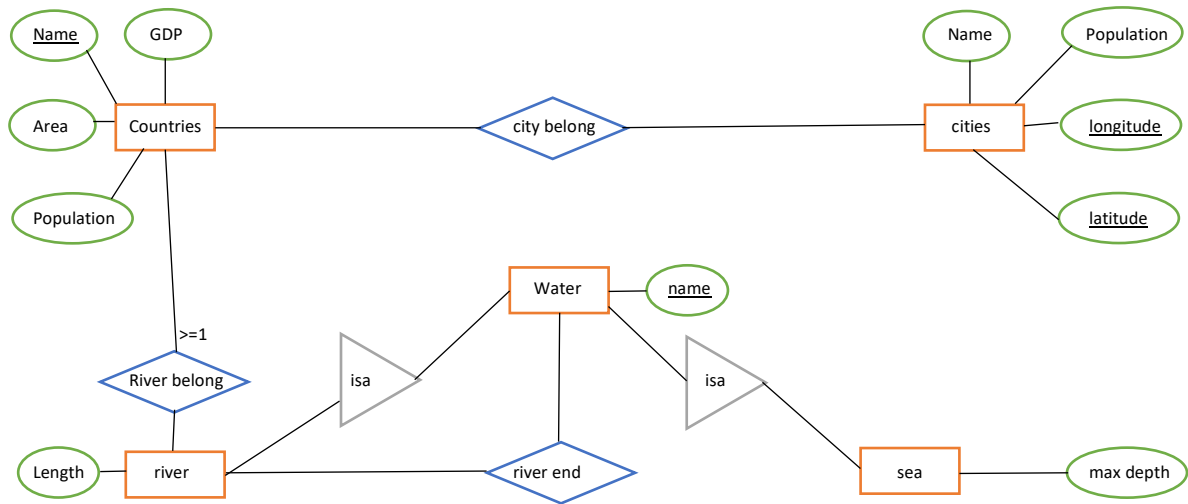 Name
GDP
Name
Population
Area
Countries
city belong
cities
longitude
Population
latitude
Water
name
>=1
River belong
isa
isa
Length
river
river end
sea
max depth